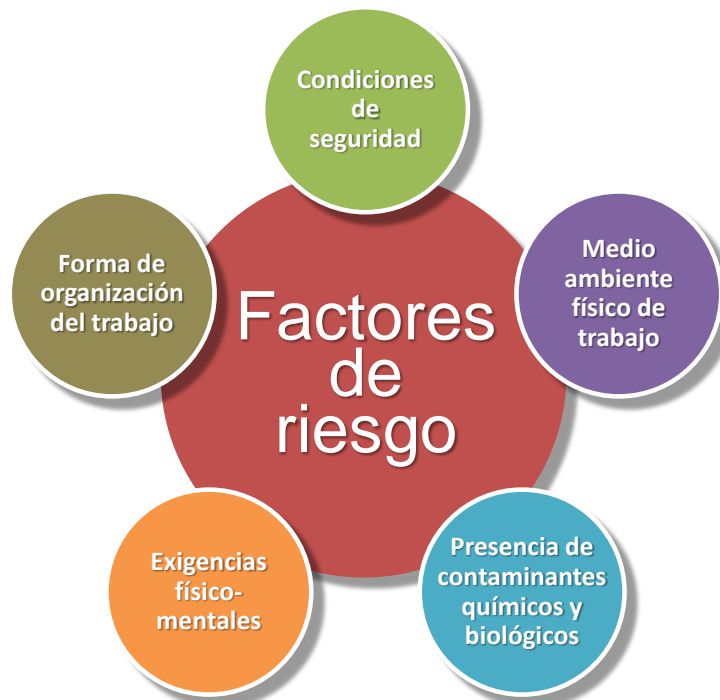 Condiciones
de
seguridad
Medio
ambiente
físico de
trabajo
Presencia de
contaminantes
químicos y
biológicos
Exigencias
físico-
mentales
Forma de
organización
del trabajo
Factores
de
riesgo